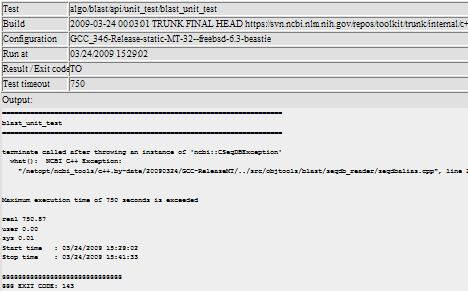 Test algo/blast/api/unit_test/blast_unit_test
Build 2009-03-24 00:03:01 TRUNK FINAL HEAD https://svn.ncbi.nlm.nih.gov/repos/toolkit/trunk/internal/c+
Configuration GCC_346-Release-static-MT-32--freebsd-6.3-beastie
Run at 03/24/2009 15:29:02
Result / Exit code TO
Test timeout 750
Output:
======================================================================
blast_unit_test
======================================================================
terminate called after throwing an instance of 'ncbi::CSeqDBException'
what(): NCBI C++ Exception:
"/netopt/ncbi_tools/c++.by-date/20090324/GCC-ReleaseMT/../src/objtools/blast/seqdb_reader/seqdbalias.cpp", line
Maximum execution time of 750 seconds is exceeded
real 750.57
user 0.00
sys 0.01
Start time : 03/24/2009 15:29:02
Stop time : 03/24/2009 15:41:33
@@@ EXIT CODE: 143